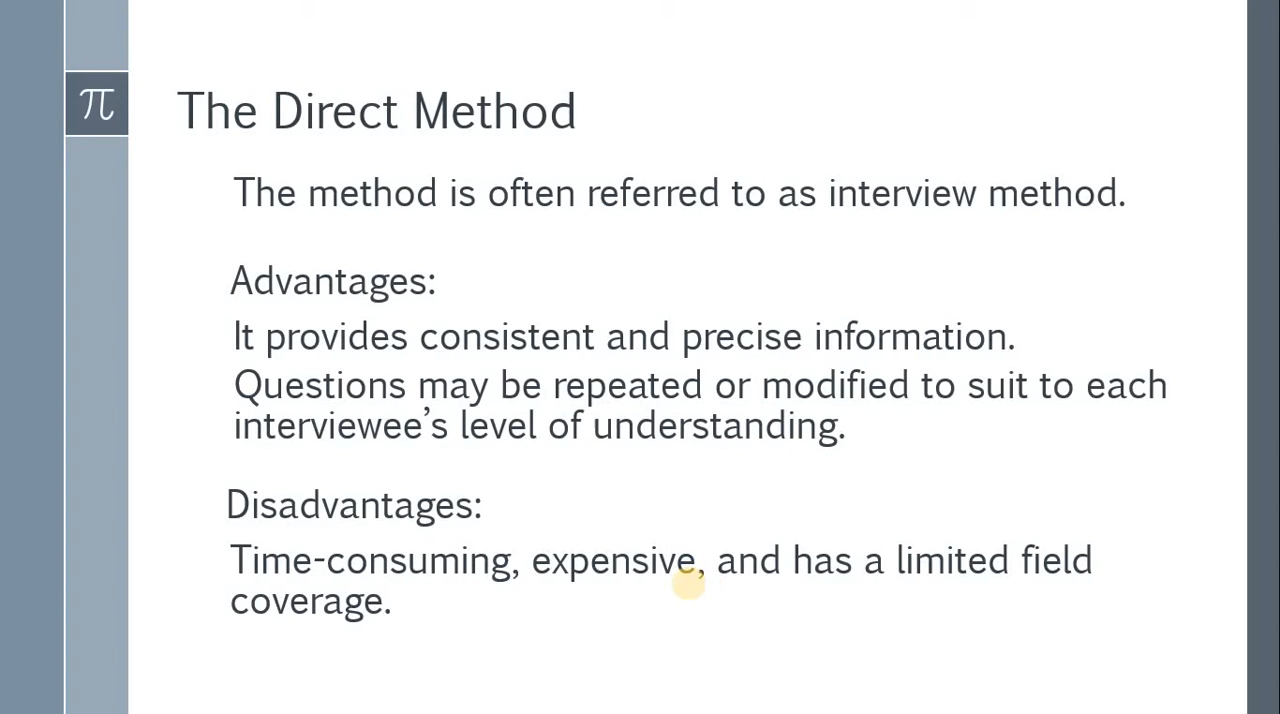 π
The Direct Method
The method is often referred to as interview method.
Advantages:
It provides consistent and precise information.
Questions may be repeated or modified to suit to each
interviewee’s level of understanding.
Disadvantages:
Time-consuming, expensive, and has a limited field
coverage.